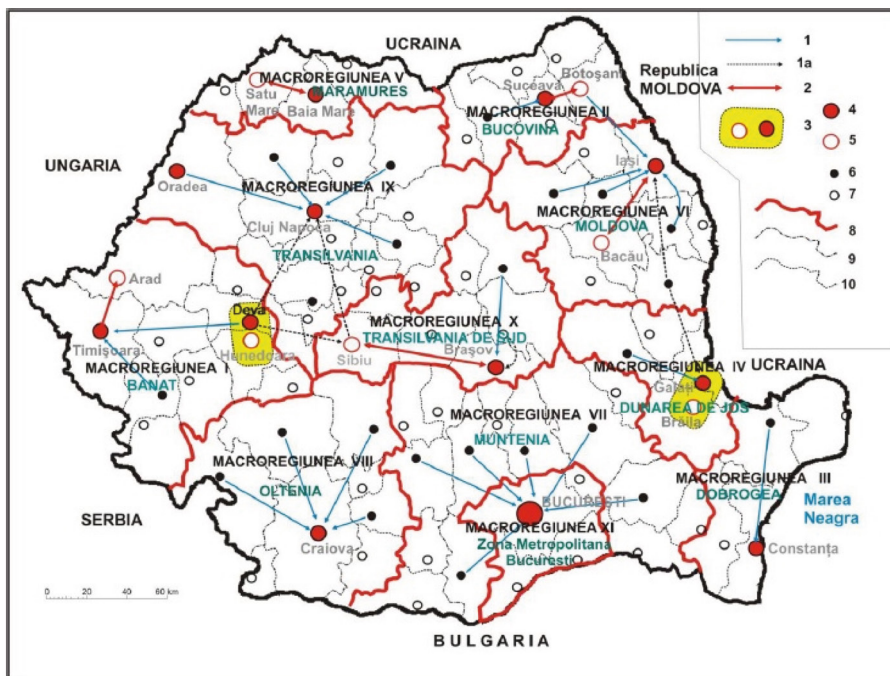 UCRAINA
1
1a
Republica
MOLDOVA
2
3
4
5
6
7
8
9
10
MACROREGIUNEA V
MARAMURES
Satu
Mare
Baia Mare
Suceava
Botoșani
MACROREGIUNEA II
BUCOVINA
UNGARIA
Oradea
MACROREGIUNEA IX
Cluj Napoca
TRANSILVANIA
Iași
MACROREGIUNEA VI
MOLDOVA
Bacău
Arad
Deva
Hunedoara
Timișoara
MACROREGIUNEA I
BANAT
MACROREGIUNEA X
TRANSILVANIA DE SUD
Sibiu
Brașov
UCRAINA
MACROREGIUNEA IV
Galați
DUNAREA DE JOS
Brăila
MACROREGIUNEA VII
MUNTENIA
MACROREGIUNEA VIII
OLTENIA
Craiova
SERBIA
BUCUREȘTI
MACROREGIUNEA XI
Zona Metropolitana
Bucuresti
MACROREGIUNEA III
DOBROGEA
Marea
Neagra
Constanța
0 20 60 km
BULGARIA